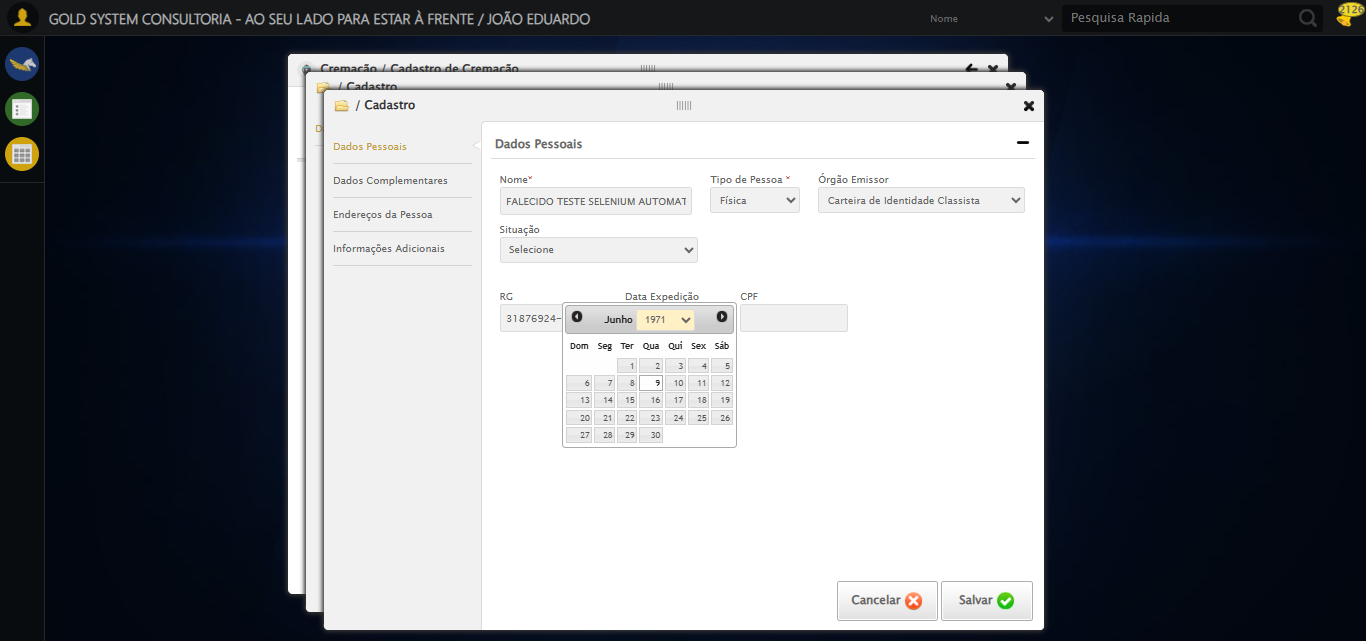 GOLD SYSTEM CONSULTORIA - AO SEU LADO PARA ESTAR À FRENTE / JOÃO EDUARDO
Nome
Pesquisa Rapida
2126
Cremação / Cadastro de Cremação
/ Cadastro
/ Cadastro
D
Dados Pessoais
Dados Complementares
Endereços da Pessoa
Informações Adicionais
Dados Pessoais
Nome*
Tipo de Pessoa *
Órgão Emissor
FALECIDO TESTE SELENIUM AUTOMAT
Física
Carteira de Identidade Classista
Situação
Selecione
RG
Data Expedição
CPF
31876924-
Junho 1971
Dom Seg Ter Qua Qui Sex Sáb
1 2 3 4 5
6 7 8 9 10 11 12
13 14 15 16 17 18 19
20 21 22 23 24 25 26
27 28 29 30
Cancelar
Salvar